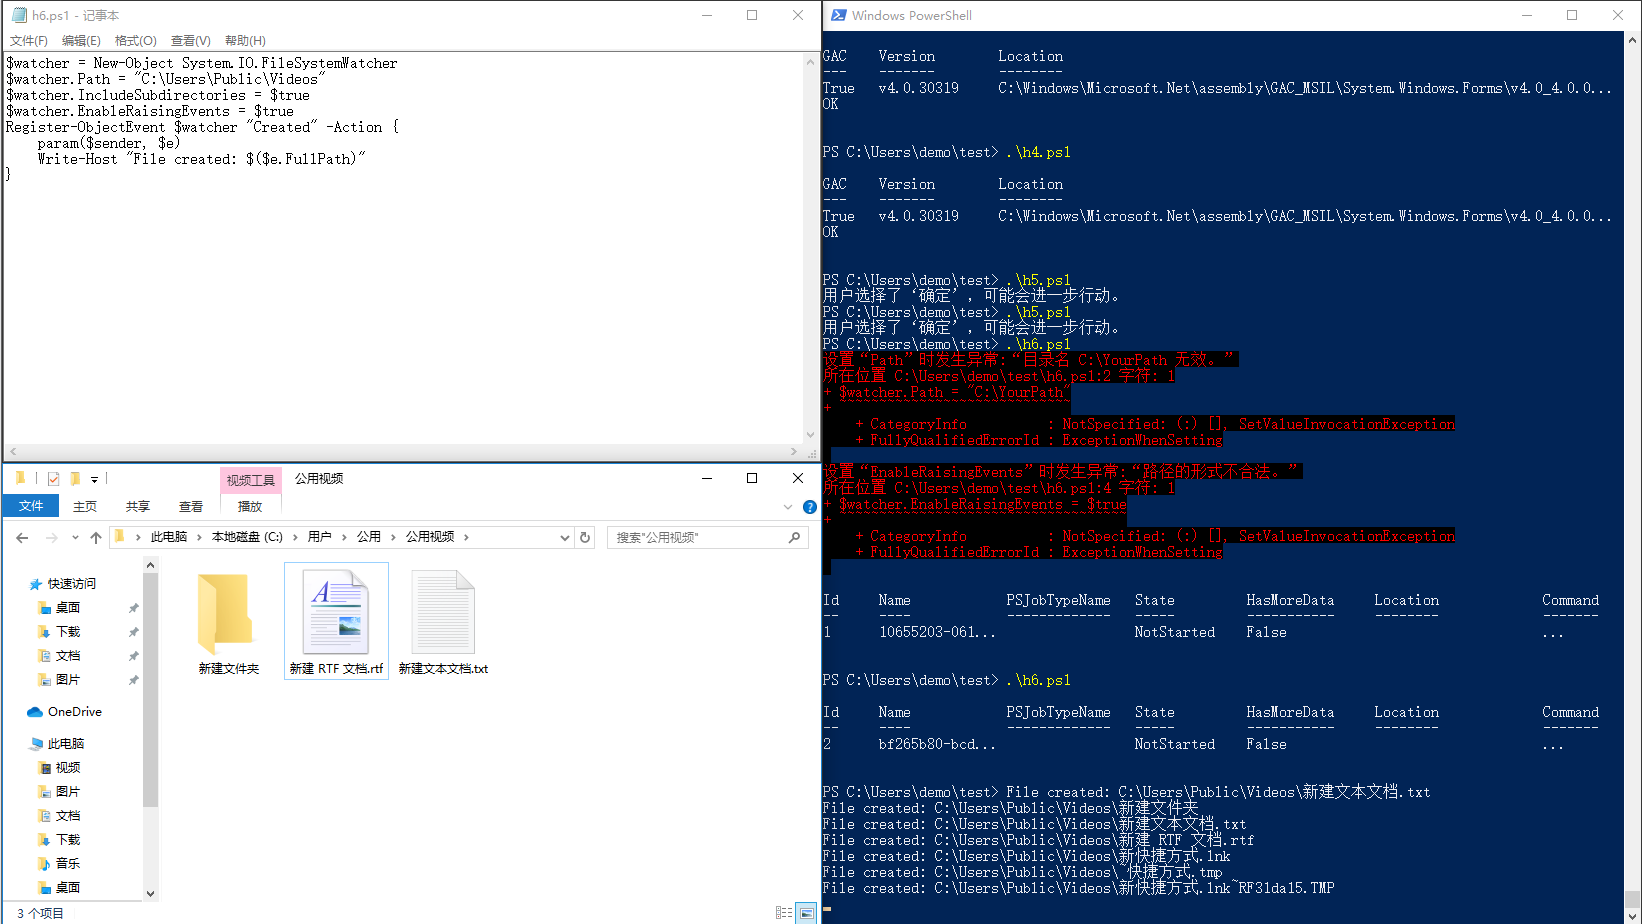 h6.ps1 - 记事本
文件(F) 编辑(E) 格式(O) 查看(V) 帮助(H)
$watcher = New-Object System.IO.FileSystemWatcher
$watcher.Path = "C:\Users\Public\Videos"
$watcher.IncludeSubdirectories = $true
$watcher.EnableRaisingEvents = $true
Register-ObjectEvent $watcher "Created" -Action {
    param($sender, $e)
    Write-Host "File created: $($e.FullPath)"
}
视频工具 公用视频
文件 主页 共享 查看 播放
此电脑 › 本地磁盘 (C:) › 用户 › 公用 › 公用视频 ›
搜索"公用视频"
快速访问
桌面
下载
文档
图片
OneDrive
此电脑
视频
图片
文档
下载
音乐
桌面
新建文件夹
新建 RTF 文档.rtf
新建文本文档.txt
3 个项目
Windows PowerShell
GAC    Version        Location
---    -------        --------
True   v4.0.30319     C:\Windows\Microsoft.Net\assembly\GAC_MSIL\System.Windows.Forms\v4.0_4.0.0...
OK
PS C:\Users\demo\test> .\h4.ps1
GAC    Version        Location
---    -------        --------
True   v4.0.30319     C:\Windows\Microsoft.Net\assembly\GAC_MSIL\System.Windows.Forms\v4.0_4.0.0...
OK
PS C:\Users\demo\test> .\h5.ps1
用户选择了‘确定’，可能会进一步行动。
PS C:\Users\demo\test> .\h5.ps1
用户选择了‘确定’，可能会进一步行动。
PS C:\Users\demo\test> .\h6.ps1
设置“Path”时发生异常:“目录名 C:\YourPath 无效。”
所在位置 C:\Users\demo\test\h6.ps1:2 字符: 1
+ $watcher.Path = "C:\YourPath"
+ ~~~~~~~~~~~~~~~~~~~~~~~~~~~~~
    + CategoryInfo          : NotSpecified: (:) [], SetValueInvocationException
    + FullyQualifiedErrorId : ExceptionWhenSetting
设置“EnableRaisingEvents”时发生异常:“路径的形式不合法。”
所在位置 C:\Users\demo\test\h6.ps1:4 字符: 1
+ $watcher.EnableRaisingEvents = $true
+ ~~~~~~~~~~~~~~~~~~~~~~~~~~~~~~~~~~~~
    + CategoryInfo          : NotSpecified: (:) [], SetValueInvocationException
    + FullyQualifiedErrorId : ExceptionWhenSetting
Id     Name            PSJobTypeName   State         HasMoreData     Location             Command
--     ----            -------------   -----         -----------     --------             -------
1      10655203-061...                 NotStarted    False                                ...
PS C:\Users\demo\test> .\h6.ps1
Id     Name            PSJobTypeName   State         HasMoreData     Location             Command
--     ----            -------------   -----         -----------     --------             -------
2      bf265b80-bcd...                 NotStarted    False                                ...
PS C:\Users\demo\test> File created: C:\Users\Public\Videos\新建文本文档.txt
File created: C:\Users\Public\Videos\新建文件夹
File created: C:\Users\Public\Videos\新建文本文档.txt
File created: C:\Users\Public\Videos\新建 RTF 文档.rtf
File created: C:\Users\Public\Videos\新快捷方式.lnk
File created: C:\Users\Public\Videos\~快捷方式.tmp
File created: C:\Users\Public\Videos\新快捷方式.lnk~RF31da15.TMP